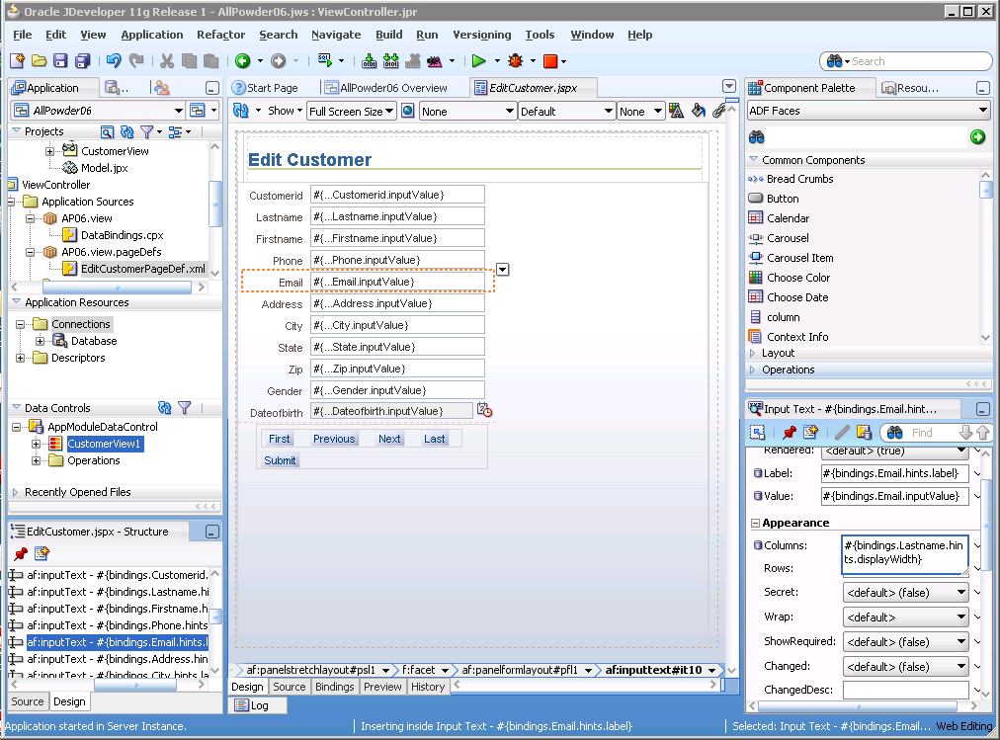 Oracle JDeveloper 11g Release 1 - AllPowder06.jws : ViewController.jpr
File Edit View Application Refactor Search Navigate Build Run Versioning Tools Window Help
Search
Application
AllPowder06
Projects
CustomerView
Model.jpx
ViewController
Application Sources
AP06.view
DataBindings.cpx
AP06.view.pageDefs
EditCustomerPageDef.xml
Application Resources
Connections
Database
Descriptors
Data Controls
AppModuleDataControl
CustomerView1
Operations
Recently Opened Files
EditCustomer.jspx - Structure
af:inputText - #{bindings.Customerid.
af:inputText - #{bindings.Lastname.hi
af:inputText - #{bindings.Firstname.h
af:inputText - #{bindings.Phone.hints
af:inputText - #{bindings.Email.hints.l
af:inputText - #{bindings.Address.hin
af:inputText - #{bindings.City.hints.la
Source Design
Start Page AllPowder06 Overview EditCustomer.jspx
Show Full Screen Size None Default None
Edit Customer
Customerid #{...Customerid.inputValue}
Lastname #{...Lastname.inputValue}
Firstname #{...Firstname.inputValue}
Phone #{...Phone.inputValue}
Email #{...Email.inputValue}
Address #{...Address.inputValue}
City #{...City.inputValue}
State #{...State.inputValue}
Zip #{...Zip.inputValue}
Gender #{...Gender.inputValue}
Dateofbirth #{...Dateofbirth.inputValue}
First Previous Next Last
Submit
af:panelstretchlayout#psl1 f:facet af:panelformlayout#pfl1 af:inputtext#it10
Design Source Bindings Preview History
Log
Component Palette Resou...
ADF Faces
Common Components
Bread Crumbs
Button
Calendar
Carousel
Carousel Item
Choose Color
Choose Date
column
Context Info
Layout
Operations
Input Text - #{bindings.Email.hint...
Find
Rendered: <default> (true)
Label: #{bindings.Email.hints.label}
Value: #{bindings.Email.inputValue}
Appearance
Columns: #{bindings.Lastname.hin
ts.displayWidth}
Rows:
Secret: <default> (false)
Wrap: <default>
ShowRequired: <default> (false)
Changed: <default> (false)
ChangedDesc:
Application started in Server Instance. Inserting inside Input Text - #{bindings.Email.hints.label} Selected: Input Text - #{bindings.Email... Web Editing